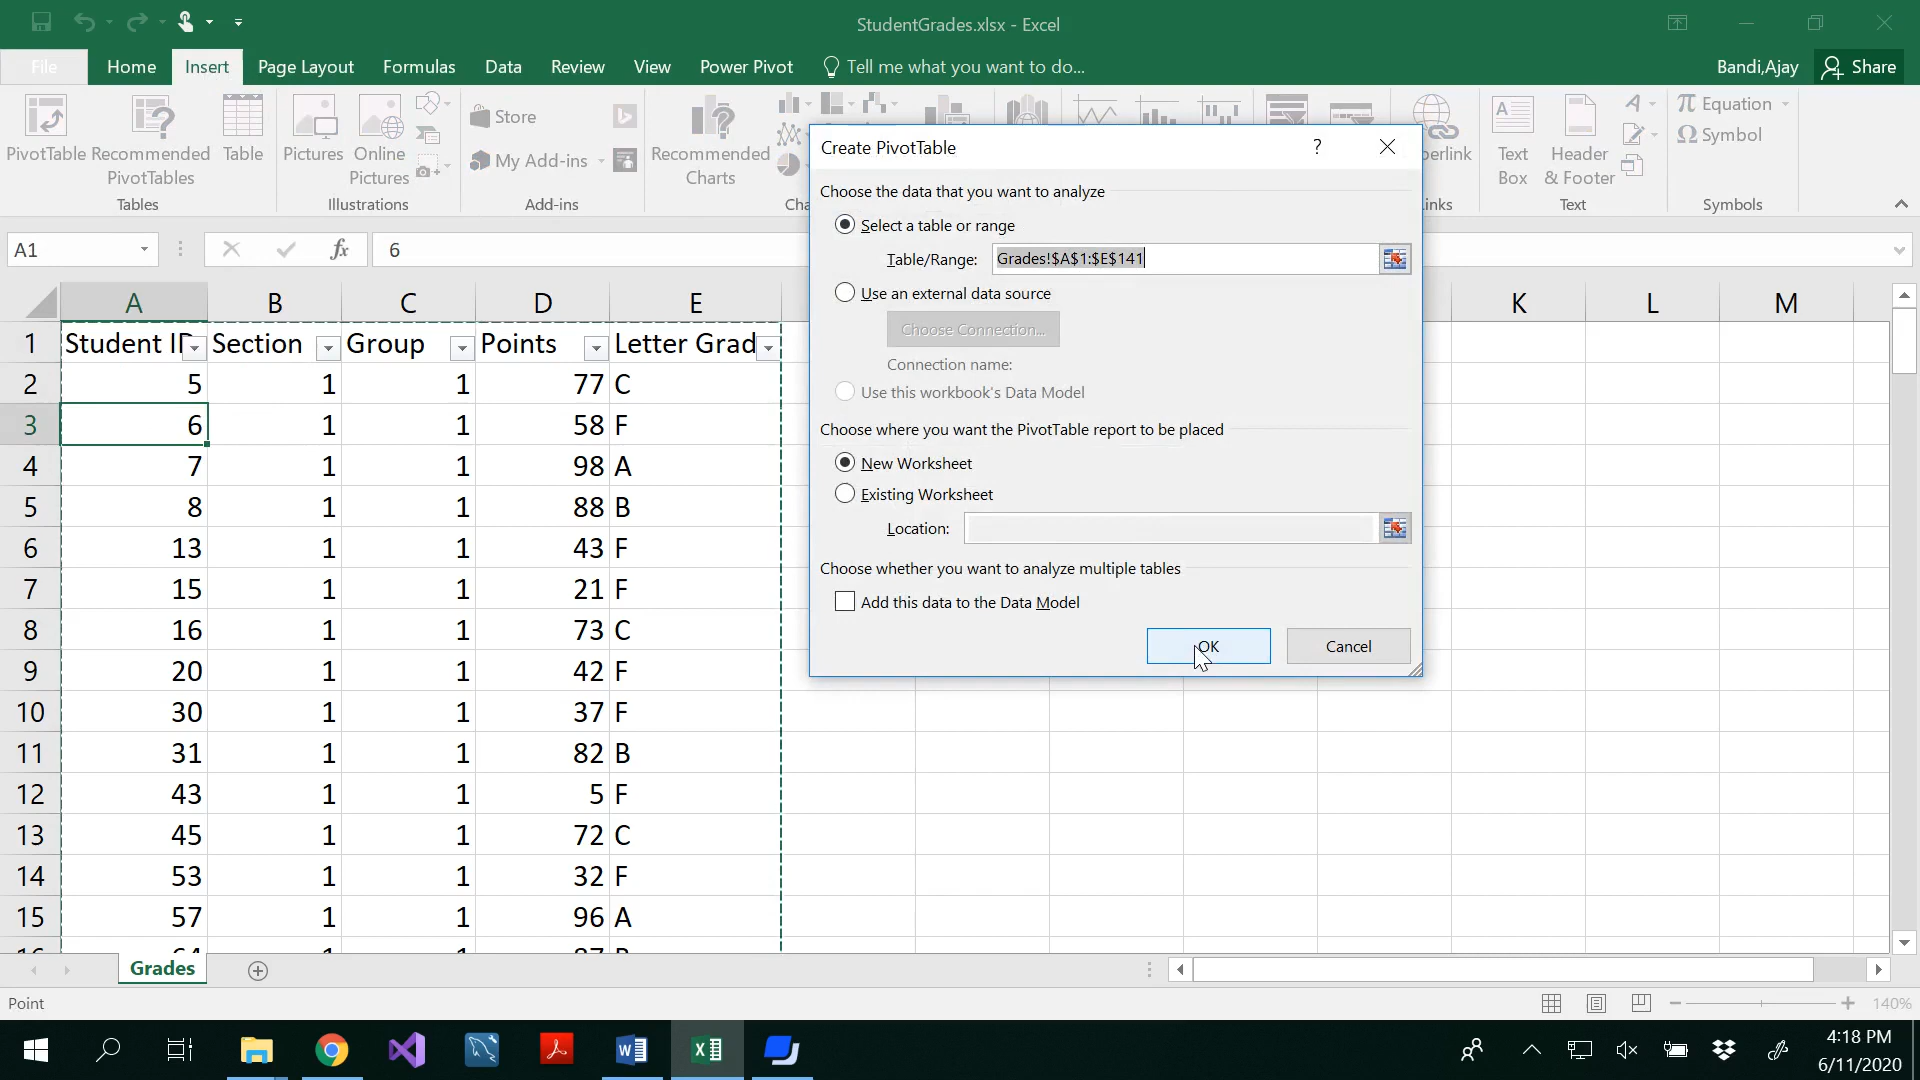 StudentGrades.xlsx - Excel
File Home Insert Page Layout Formulas Data Review View Power Pivot Tell me what you want to do... Bandi,Ajay Share
PivotTable Recommended PivotTables Table
Tables
Pictures Online Pictures
Illustrations
Store
My Add-ins
Add-ins
Recommended Charts
Text Box
Header & Footer
Text
Equation
Symbol
Symbols
A1
fx
6
Create PivotTable
?
Choose the data that you want to analyze
Select a table or range
Table/Range: Grades!$A$1:$E$141
Use an external data source
Choose Connection...
Connection name:
Use this workbook's Data Model
Choose where you want the PivotTable report to be placed
New Worksheet
Existing Worksheet
Location:
Choose whether you want to analyze multiple tables
Add this data to the Data Model
OK Cancel
A B C D E K L M
1 Student ID Section Group Points Letter Grad
2 5 1 1 77 C
3 6 1 1 58 F
4 7 1 1 98 A
5 8 1 1 88 B
6 13 1 1 43 F
7 15 1 1 21 F
8 16 1 1 73 C
9 20 1 1 42 F
10 30 1 1 37 F
11 31 1 1 82 B
12 43 1 1 5 F
13 45 1 1 72 C
14 53 1 1 32 F
15 57 1 1 96 A
Grades
Point
140%
4:18 PM
6/11/2020